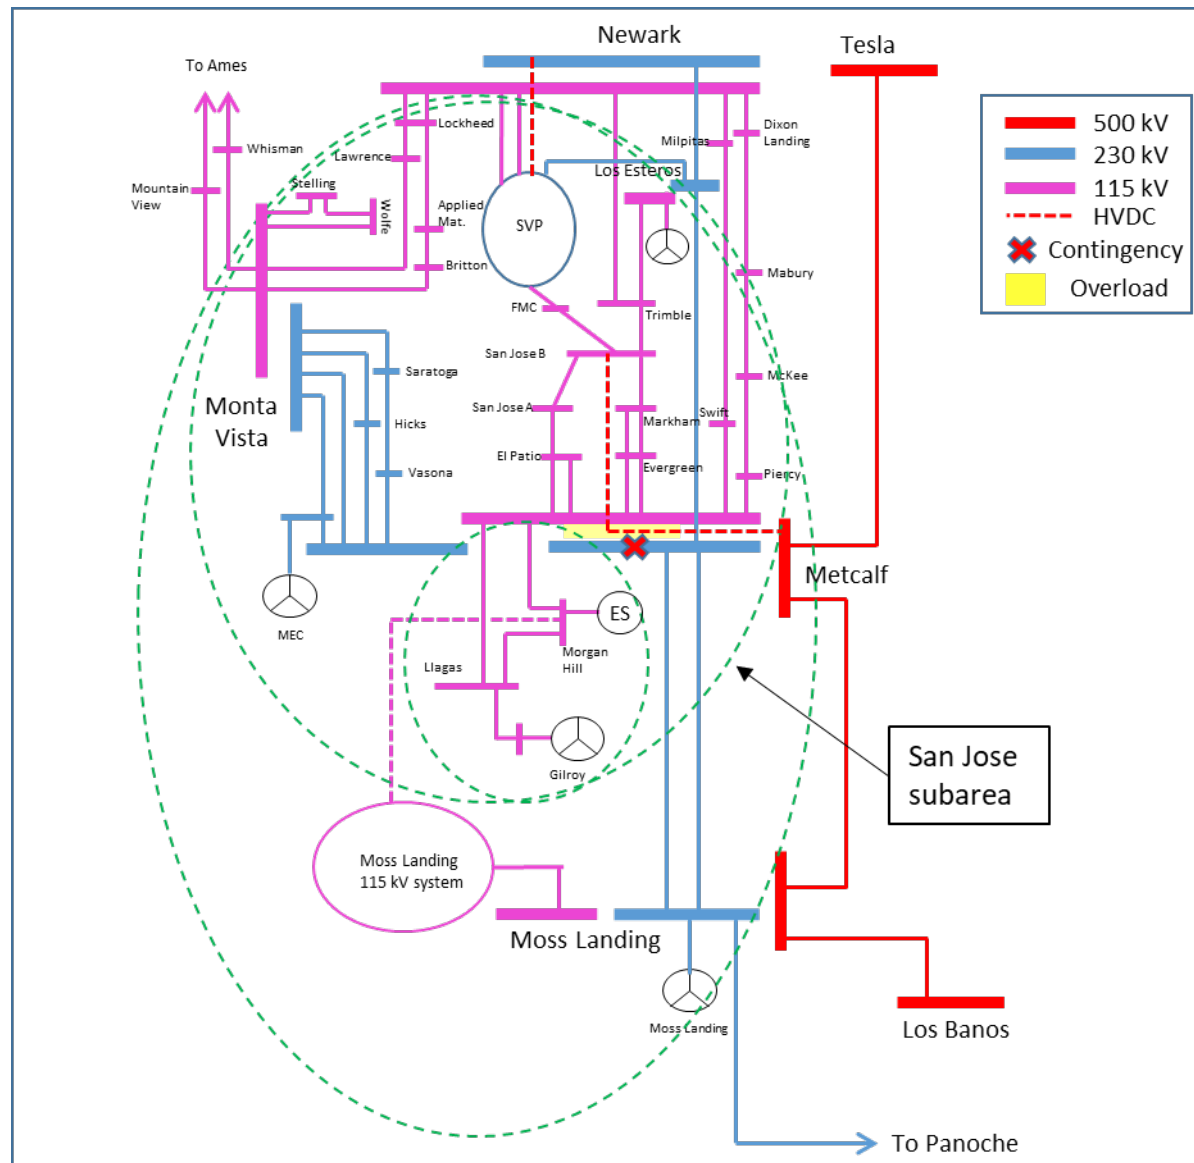 Newark
Tesla
To Ames
500 kV
230 kV
115 kV
HVDC
Contingency
Overload
Lockheed
Dixon
Landing
Milpitas
Whisman
Lawrence
Los Esteros
Stelling
Mountain
View
Wolfe
Applied
Mat.
SVP
Britton
Mabury
FMC
Trimble
San Jose B
Saratoga
McKee
Monta
Vista
San Jose A
Swift
Hicks
Markham
El Patio
Evergreen
Vasona
Piercy
Metcalf
MEC
ES
Morgan
Hill
Llagas
San Jose
subarea
Gilroy
Moss Landing
115 kV system
Moss Landing
Moss Landing
Los Banos
To Panoche